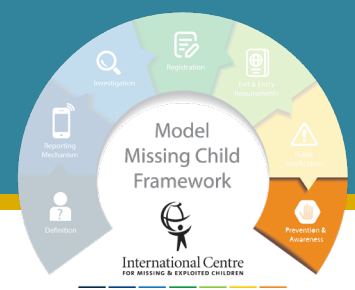 Registration
Investigation
Exit & Entry
Requirements
Reporting
Mechanism
Definition
?
Prevention &
Awareness
Model
Missing Child
Framework
International Centre
FOR MISSING & EXPLOITED CHILDREN